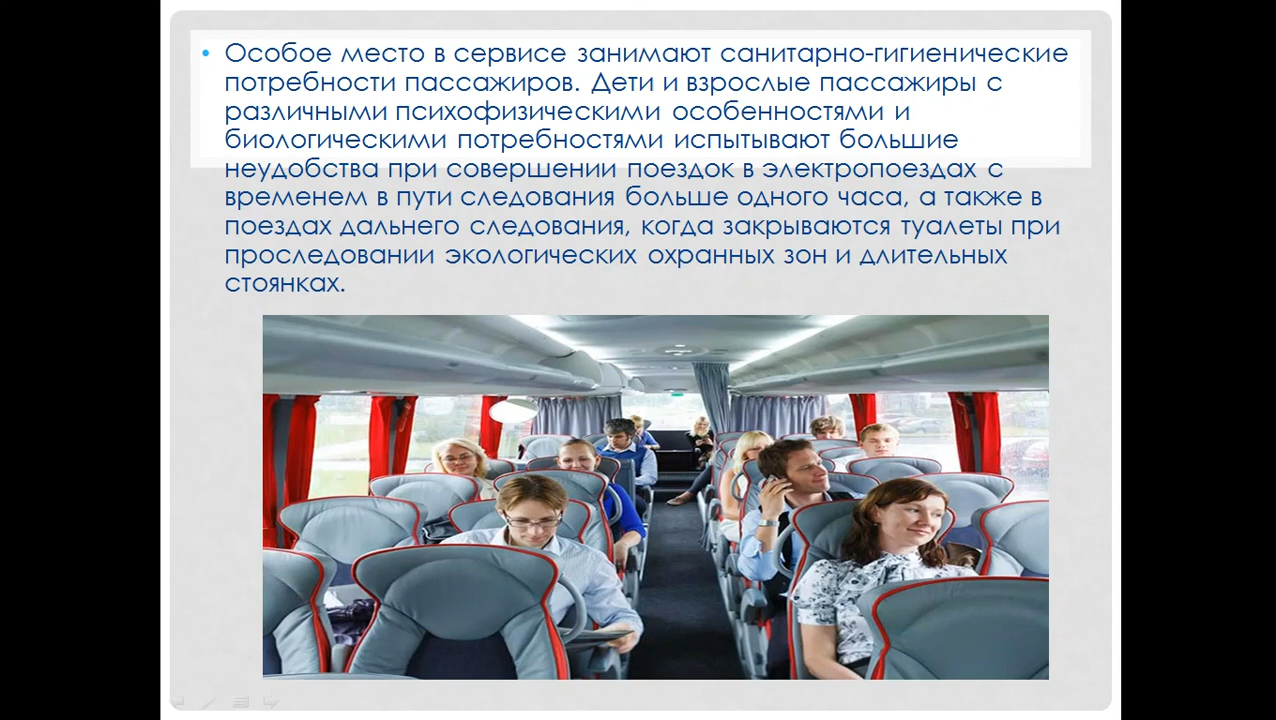 • Особое место в сервисе занимают санитарно-гигиенические
потребности пассажиров. Дети и взрослые пассажиры с
различными психофизическими особенностями и
биологическими потребностями испытывают большие
неудобства при совершении поездок в электропоездах с
временем в пути следования больше одного часа, а также в
поездах дальнего следования, когда закрываются туалеты при
проследовании экологических охранных зон и длительных
стоянках.